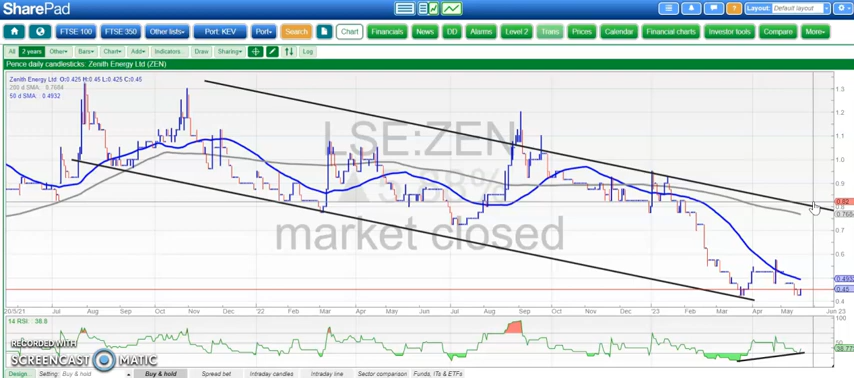 SharePad
Layout: Default layout
FTSE 100 FTSE 350 Other lists Port: KEV Port Search Chart Financials News DD Alarms Level 2 Trans Prices Calendar Financial charts Investor tools Compare More
All 2 years Other Bars Chart Add Indicators Draw Sharing Log
Pence daily candlesticks: Zenith Energy Ltd (ZEN)
Zenith Energy Ltd O:0.425 H:0.45 L:0.425 C:0.45
200 d SMA 0.7684
50 d SMA 0.4932
LSE:ZEN
market closed
1.3
1.2
1.1
1.0
0.9
0.82
0.7
0.6
0.45
0.4
20/5/21 Jul Aug Sep Oct Nov '22 Feb Mar Apr May Jul Aug Sep Oct Nov '23 Feb Mar Apr May Jun 23
14 RSI 38.8
100
50
0
RECORDED WITH
SCREENCAST MATIC
Design Setting: Buy & hold Buy & hold Spread bet Intraday candles Intraday line Sector comparison Funds, ITs & ETFs